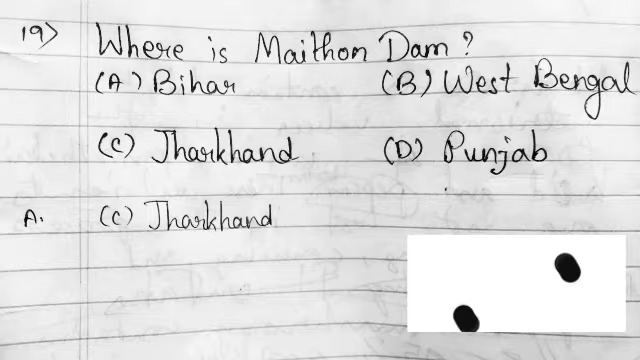 19) Where is Maithon Dam?
(A) Bihar (B) West Bengal
(C) Jharkhand (D) Punjab
A. (C) Jharkhand